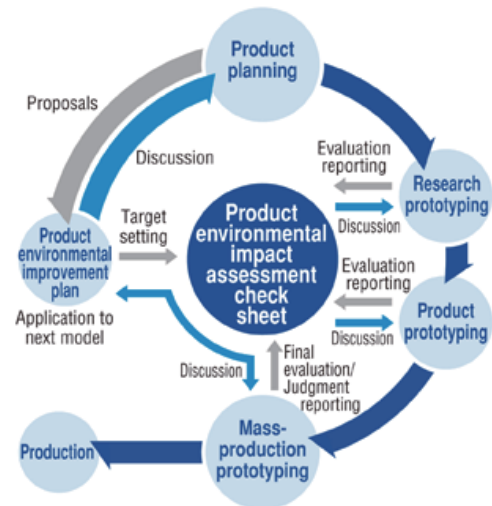 Product
planning
Proposals
Discussion
Evaluation
reporting
Research
prototyping
Discussion
Product
environmental
impact
assessment
check
sheet
Target
setting
Product
environmental
improvement
plan
Application to
next model
Evaluation
reporting
Discussion
Product
prototyping
Discussion
Final
evaluation/
Judgment
reporting
Mass-
production
prototyping
Production